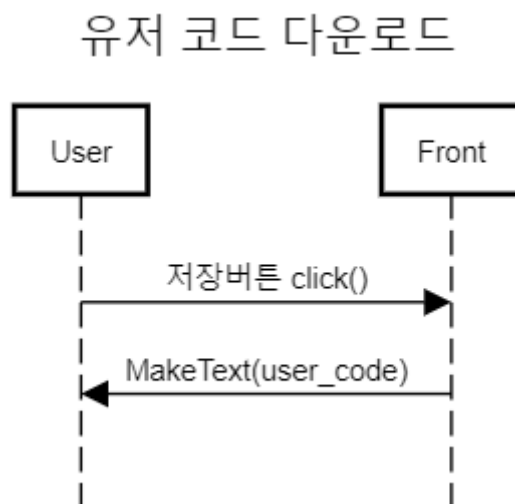 유저 코드 다운로드
User
Front
저장버튼 click()
MakeText(user_code)